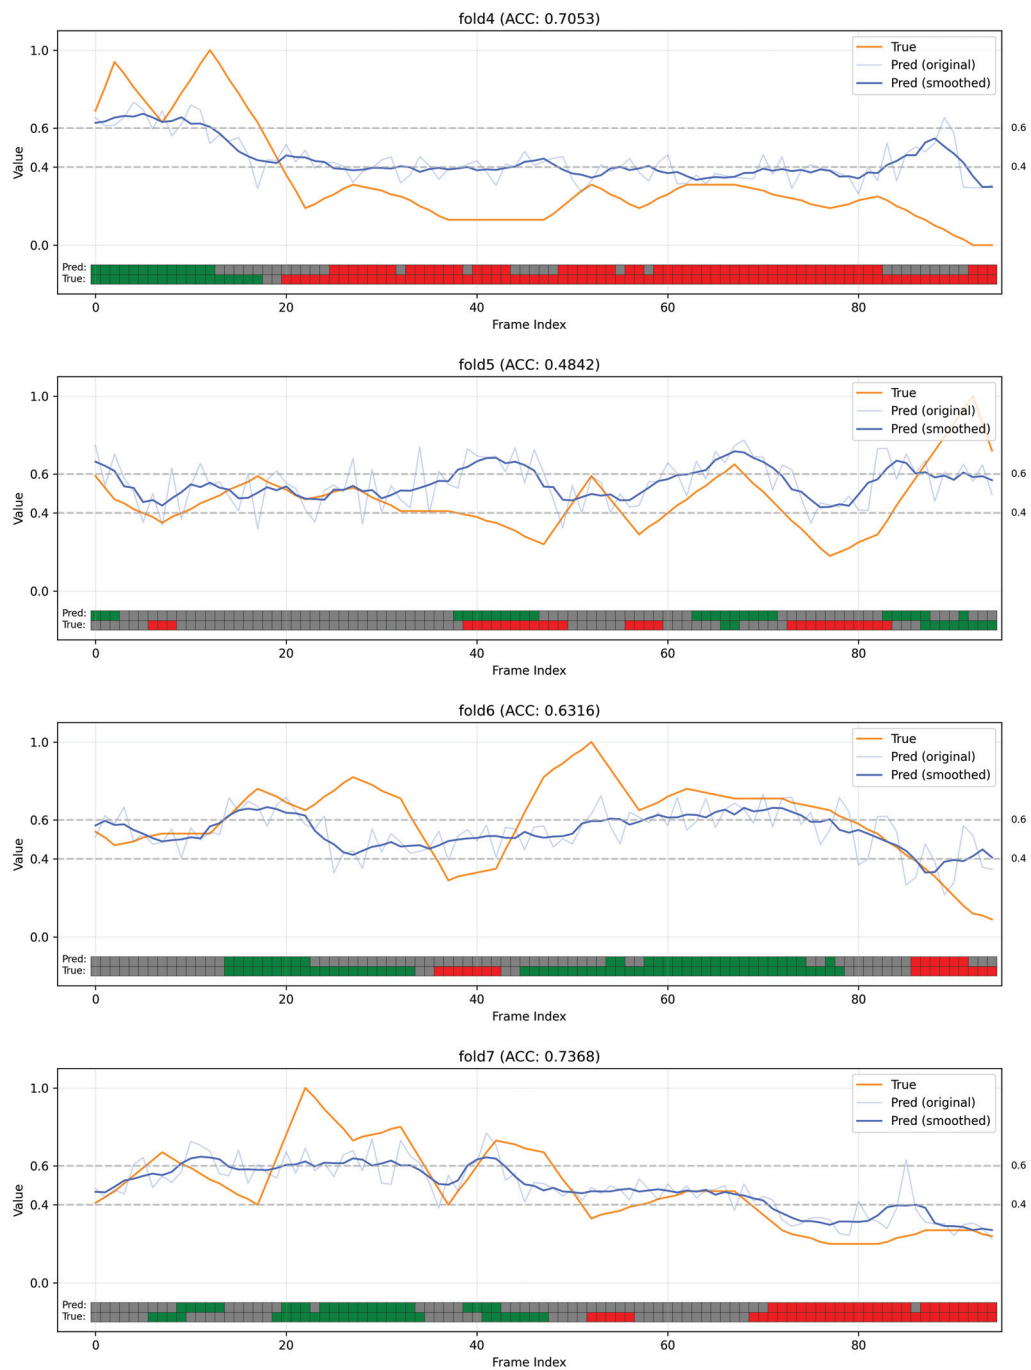 fold4 (ACC: 0.7053)
True
Pred (original)
Pred (smoothed)
1.0
0.6
0.4
0.0
Value
0.6
0.4
Pred:
True:
0 20 40 60 80
Frame Index
fold5 (ACC: 0.4842)
True
Pred (original)
Pred (smoothed)
1.0
0.6
0.4
0.0
Value
0.6
0.4
Pred:
True:
0 20 40 60 80
Frame Index
fold6 (ACC: 0.6316)
True
Pred (original)
Pred (smoothed)
1.0
0.6
0.4
0.0
Value
0.6
0.4
Pred:
True:
0 20 40 60 80
Frame Index
fold7 (ACC: 0.7368)
True
Pred (original)
Pred (smoothed)
1.0
0.6
0.4
0.0
Value
0.6
0.4
Pred:
True:
0 20 40 60 80
Frame Index